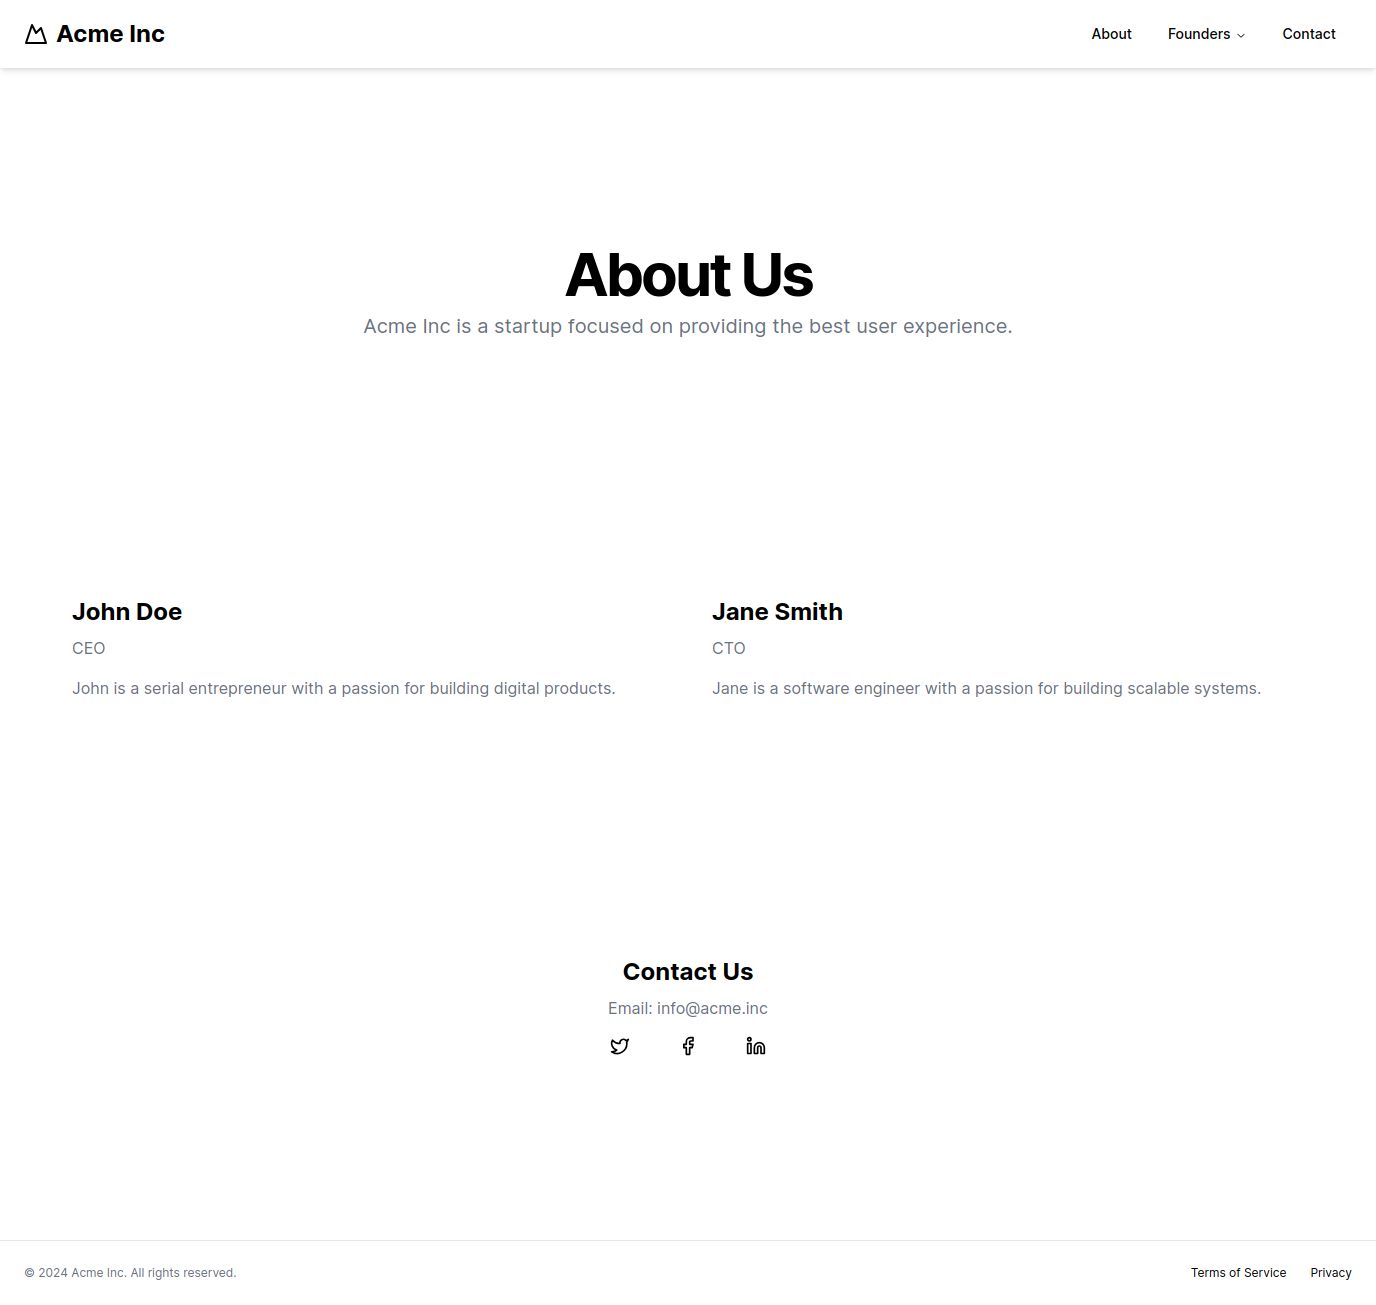 Acme Inc
About
Founders
Contact
About Us
Acme Inc is a startup focused on providing the best user experience.
John Doe
CEO
John is a serial entrepreneur with a passion for building digital products.
Jane Smith
CTO
Jane is a software engineer with a passion for building scalable systems.
Contact Us
Email: info@acme.inc
© 2024 Acme Inc. All rights reserved.
Terms of Service
Privacy